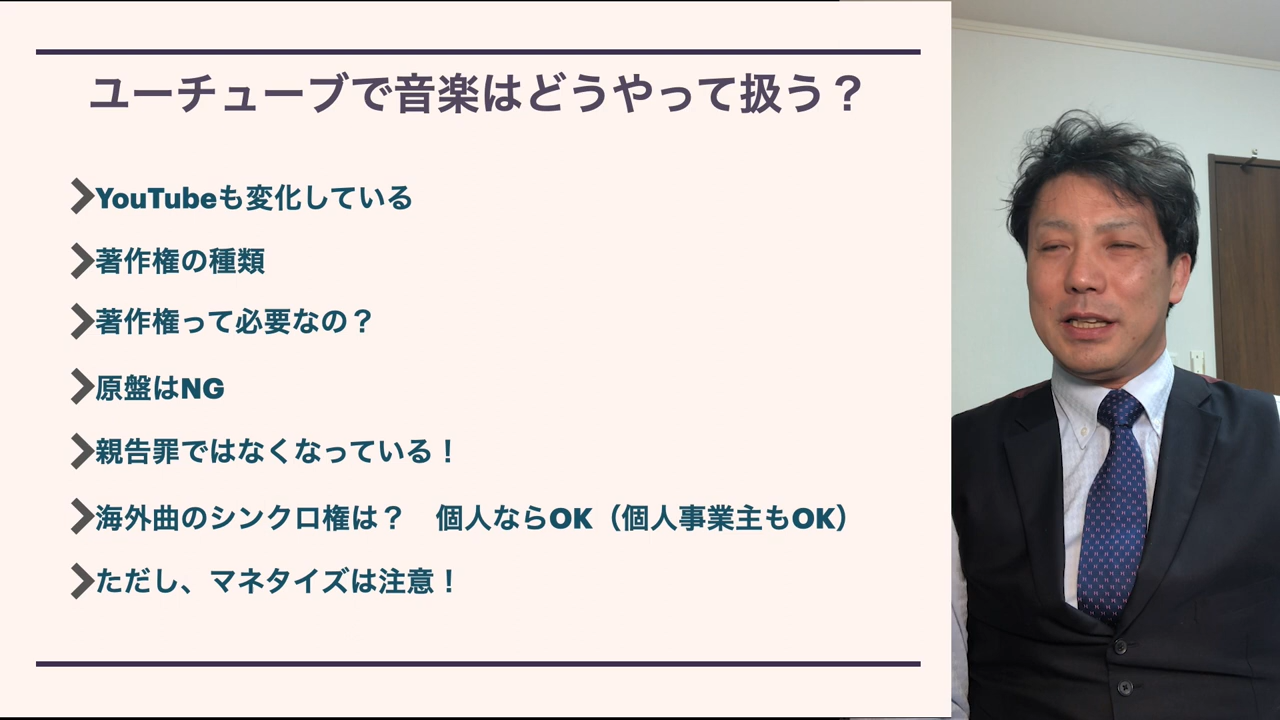 ユーチューブで音楽はどうやって扱う？
YouTubeも変化している
著作権の種類
著作権って必要なの？
原盤はNG
親告罪ではなくなっている！
海外曲のシンクロ権は？　個人ならOK（個人事業主もOK）
ただし、マネタイズは注意！